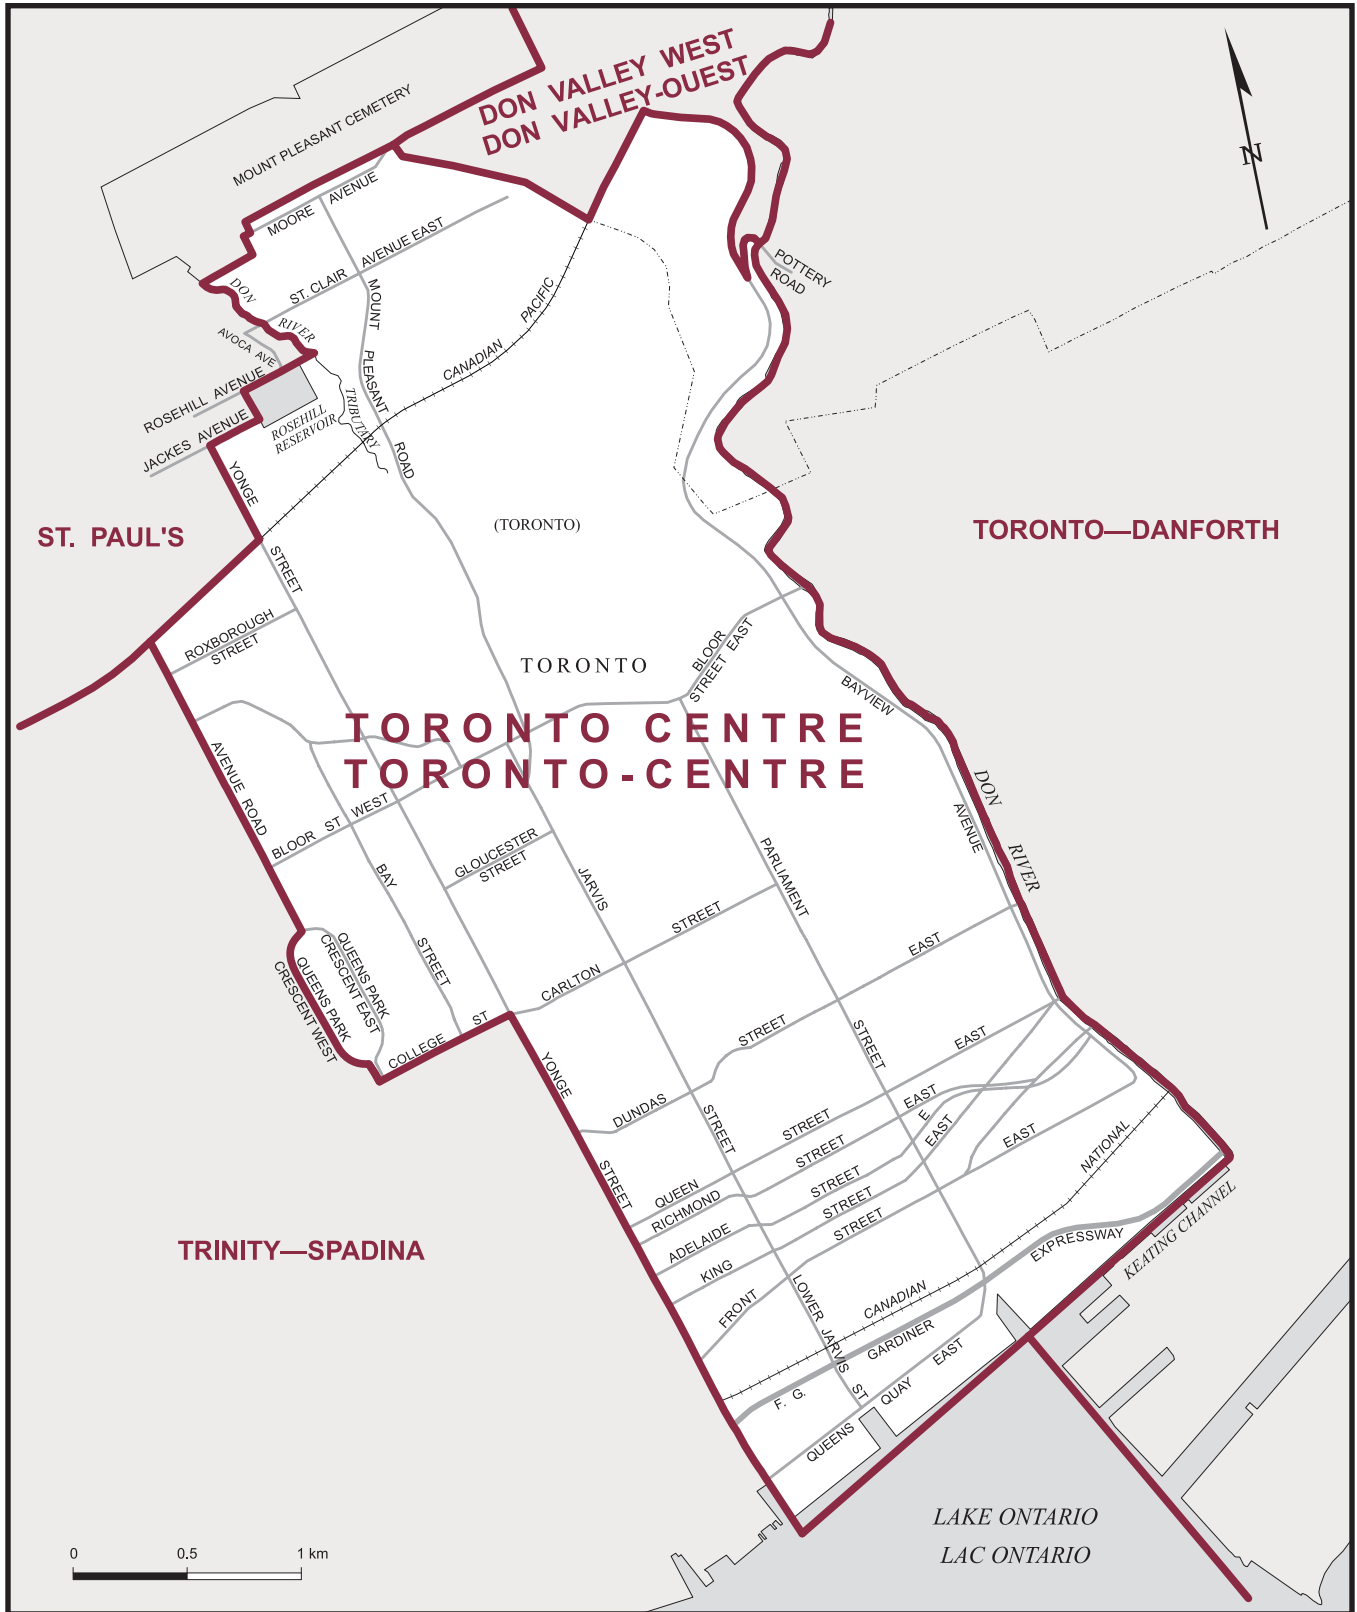 DON VALLEY WEST
DON VALLEY-OUEST
MOUNT PLEASANT CEMETERY
N
MOORE AVENUE
ST. CLAIR AVENUE EAST
POTTERY
ROAD
DON RIVER
AVOCA AVE
MOUNT PLEASANT ROAD
CANADIAN PACIFIC
ROSEHILL AVENUE
JACKES AVENUE
ROSEHILL
RESERVOIR
TRIBUTARY
YONGE STREET
ST. PAUL'S
(TORONTO)
TORONTO—DANFORTH
ROXBOROUGH
STREET
TORONTO
BLOOR
STREET EAST
BAYVIEW AVENUE
TORONTO CENTRE
TORONTO-CENTRE
AVENUE ROAD
BLOOR ST WEST
DON RIVER
GLOUCESTER
STREET
BAY STREET
JARVIS STREET
PARLIAMENT STREET
QUEENS PARK
CRESCENT EAST
QUEENS PARK
CRESCENT WEST
COLLEGE ST
CARLTON STREET
YONGE STREET
DUNDAS STREET EAST
QUEEN STREET EAST
RICHMOND STREET EAST
ADELAIDE STREET E
KING STREET EAST
FRONT STREET EAST
TRINITY—SPADINA
CANADIAN NATIONAL
LOWER JARVIS ST
F. G. GARDINER EXPRESSWAY
KEATING CHANNEL
QUEENS QUAY EAST
LAKE ONTARIO
LAC ONTARIO
0 0.5 1 km